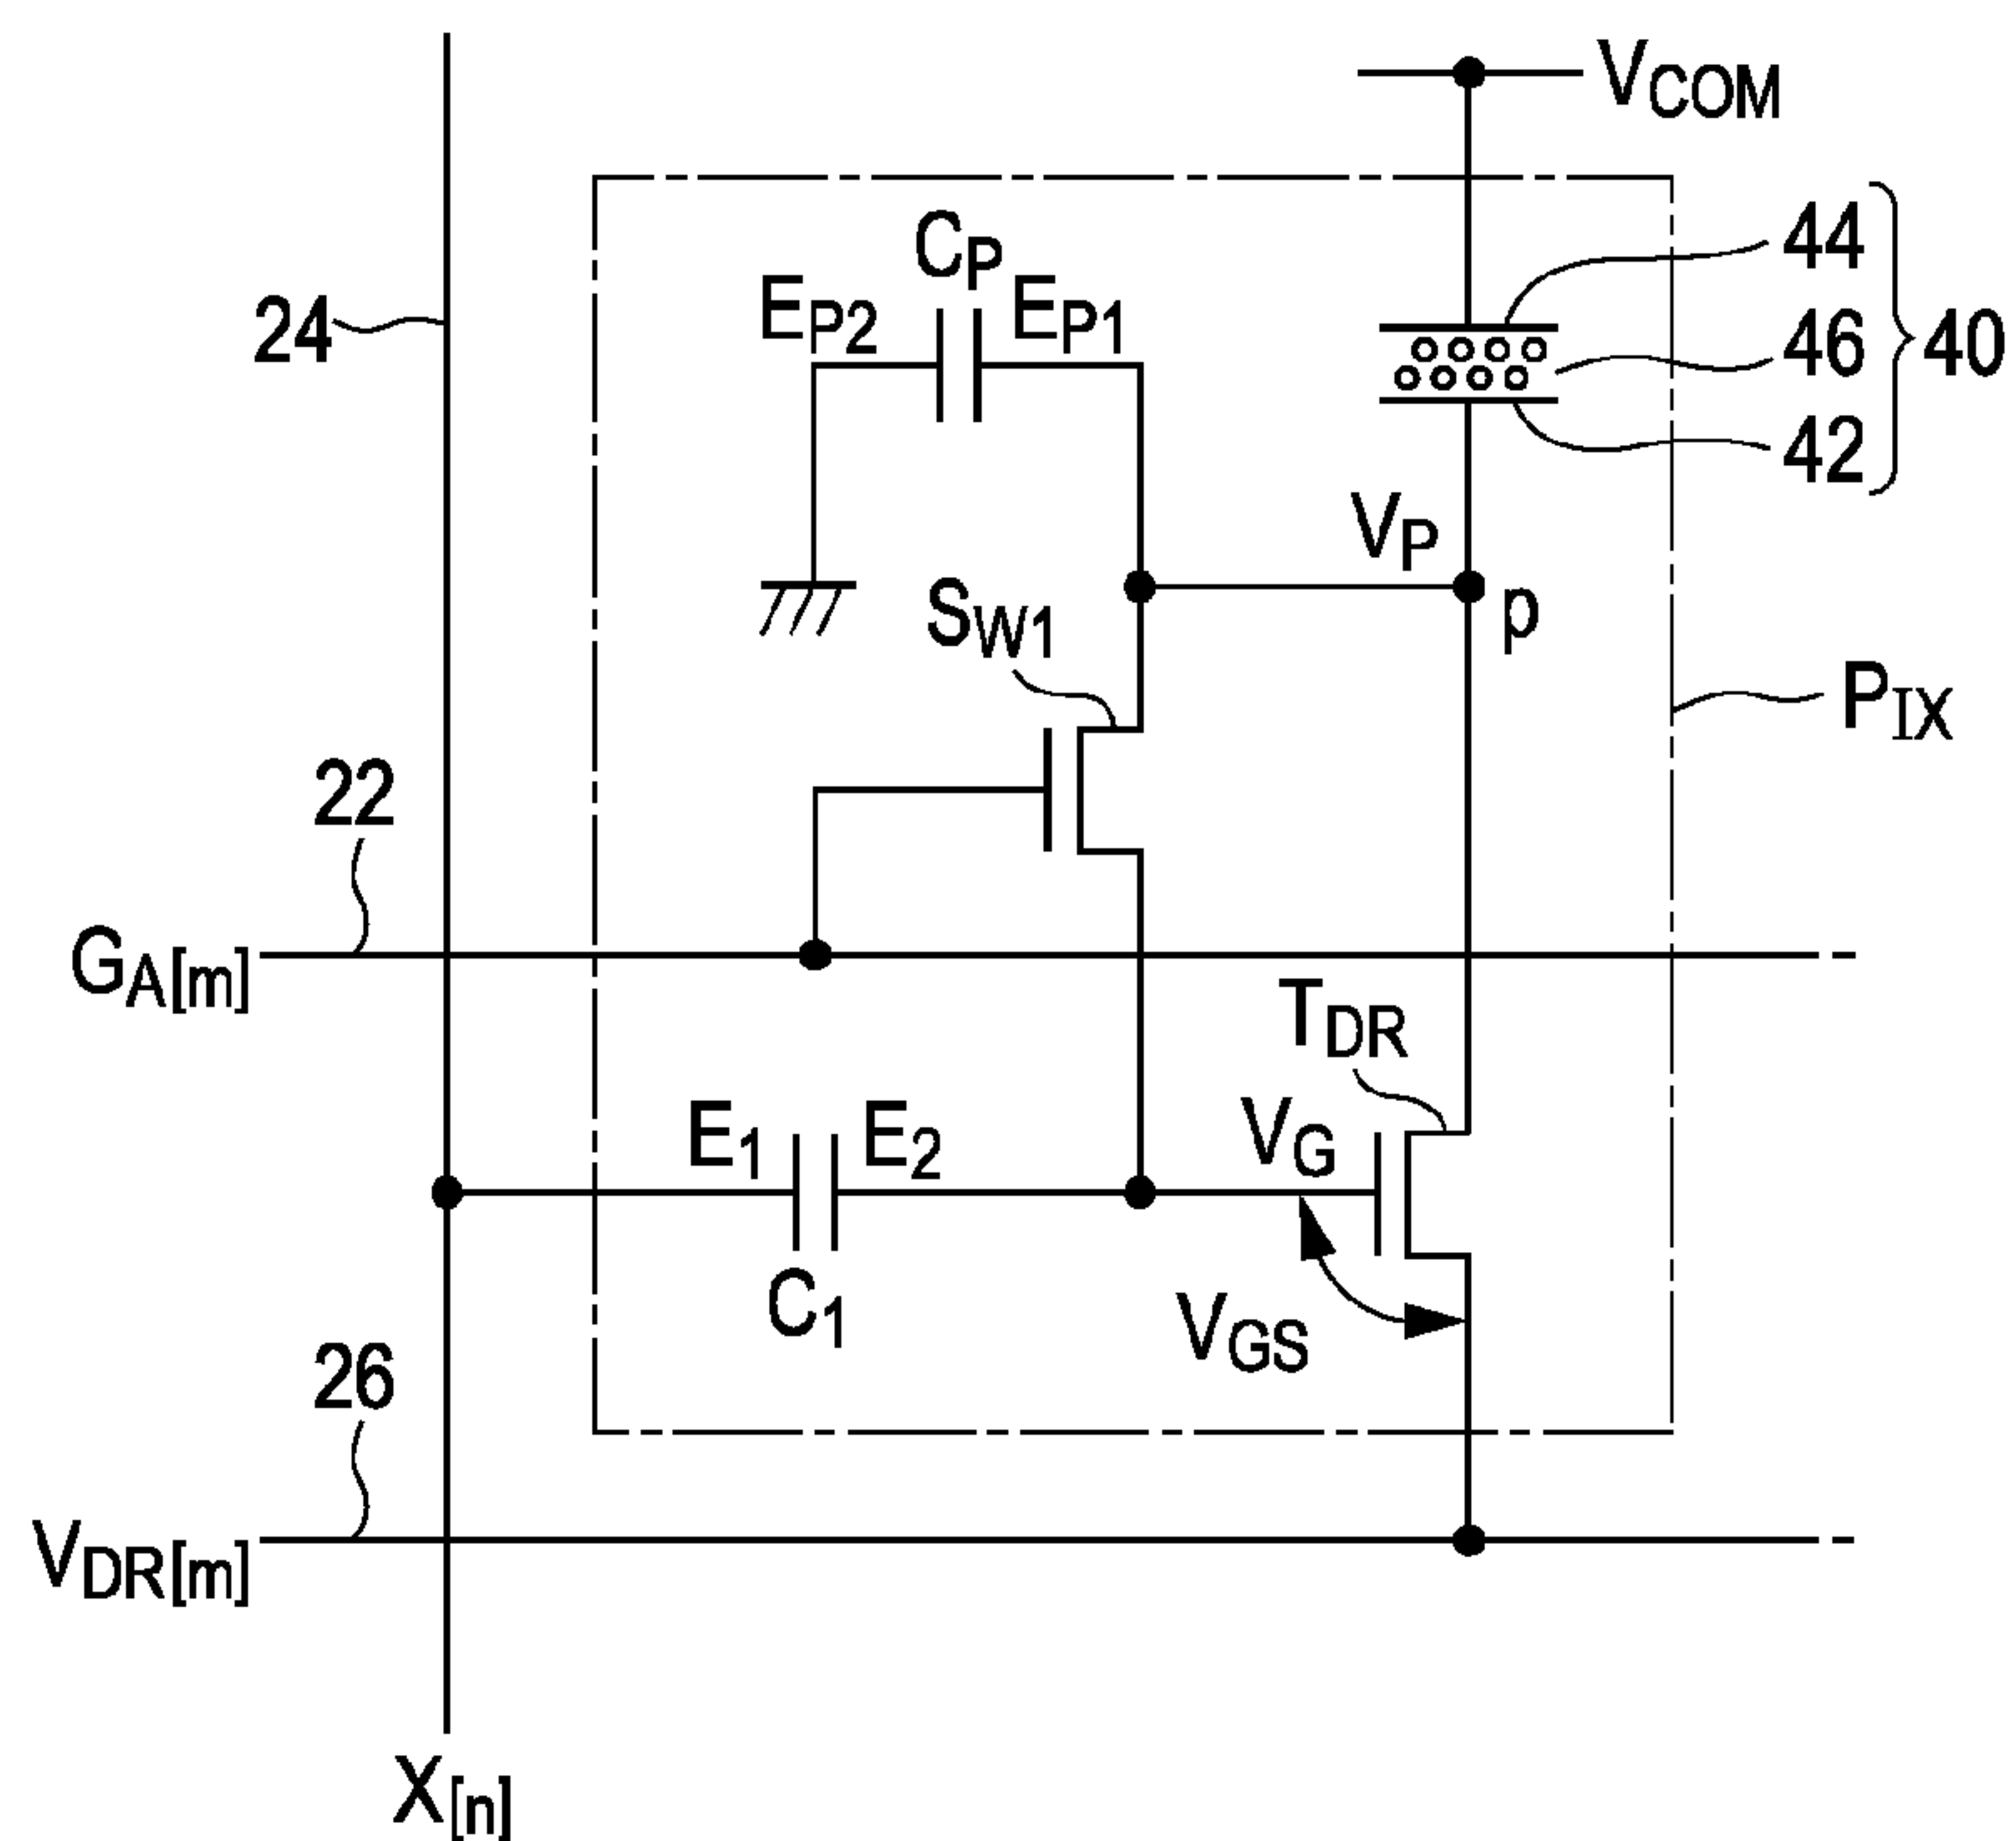 VCOM
44
CP
EP2
EP1
24
46
40
42
VP
p
SW1
PIX
22
GA[m]
TDR
E1
E2
VG
C1
VGS
26
VDR[m]
X[n]